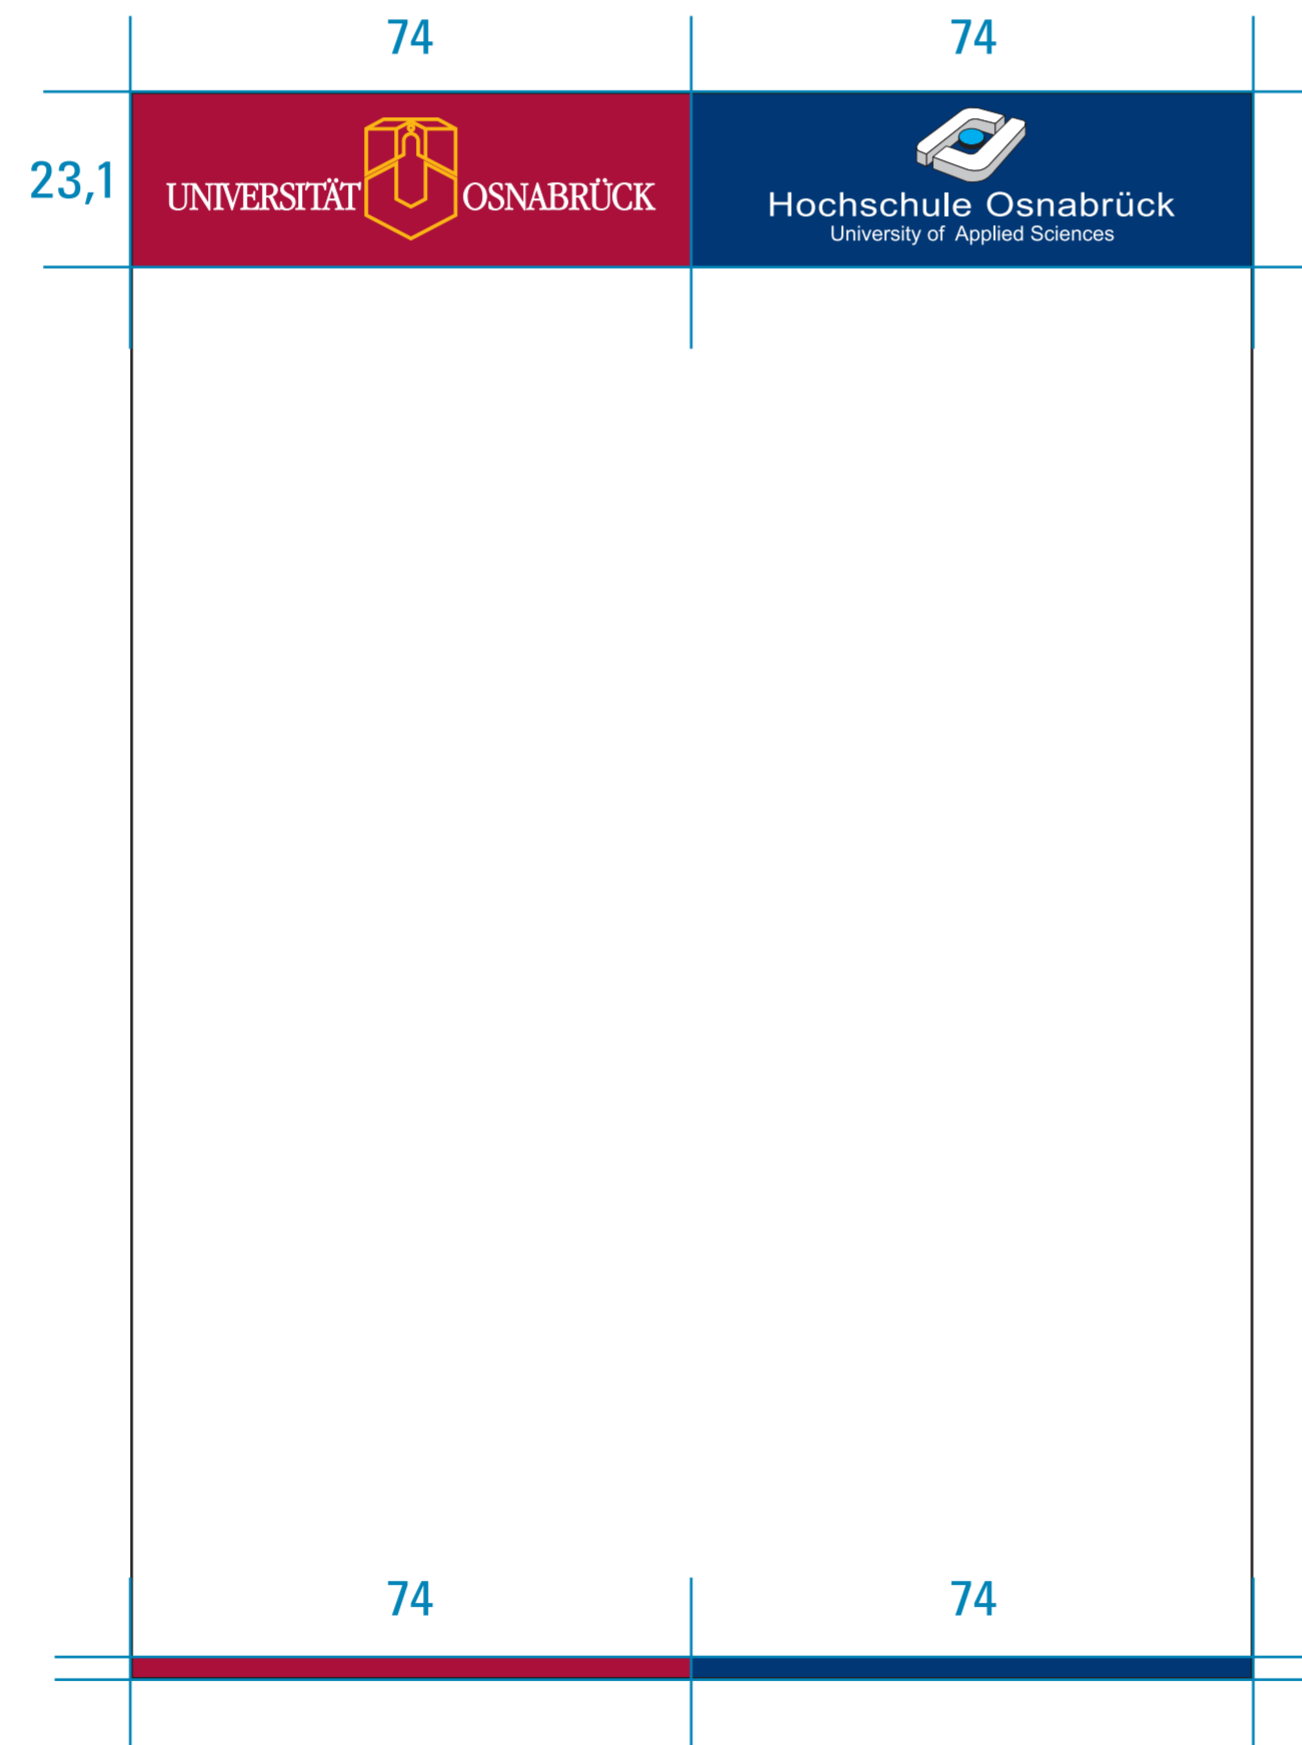 74 74
23,1
UNIVERSITÄT OSNABRÜCK
Hochschule Osnabrück
University of Applied Sciences
74 74